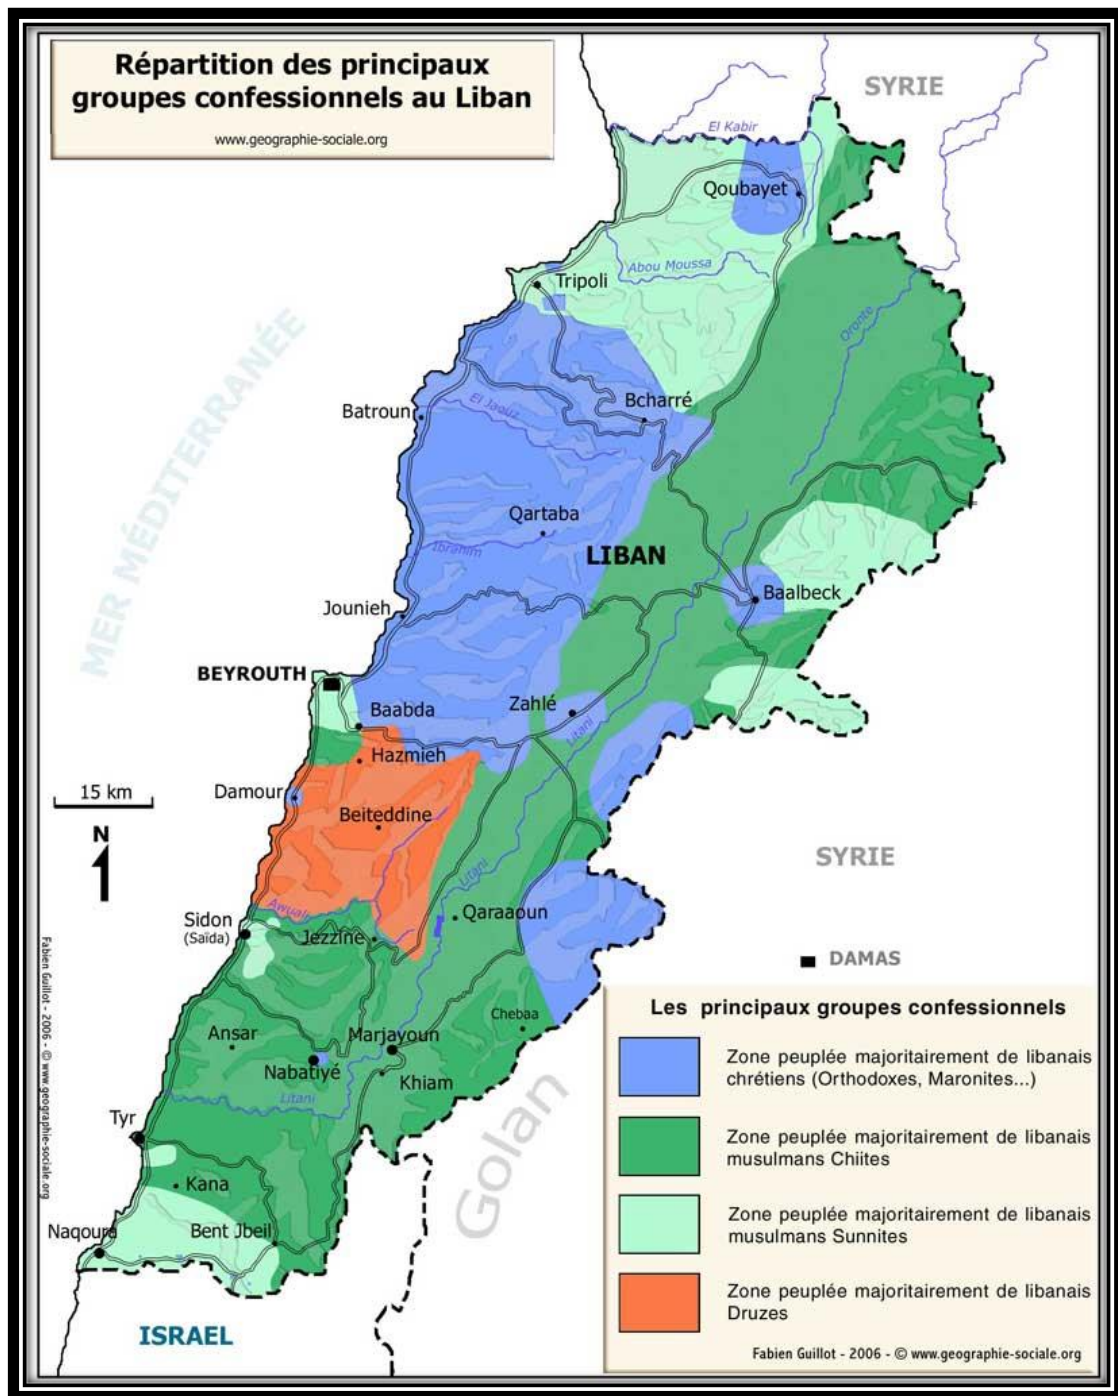 Répartition des principaux
groupes confessionnels au Liban
www.geographie-sociale.org
SYRIE
El Kabir
Qoubayet
Abou Moussa
Tripoli
Oronte
MER MÉDITERRANÉE
Batroun
El Jaouz
Bcharré
Qartaba
Ibrahim
LIBAN
Jounieh
Baalbeck
BEYROUTH
Baabda
Zahlé
Litani
Hazmieh
15 km
Damour
Beiteddine
N
SYRIE
Litani
Awuali
Qaraaoun
Sidon
(Saïda)
Jezzine
DAMAS
Fabien Guillot - 2006 - © www.geographie-sociale.org
Ansar
Marjayoun
Chebaa
Nabatiyé
Khiam
Litani
Tyr
Golan
Kana
Naqoura
Bent Jbeil
ISRAEL
Les principaux groupes confessionnels
Zone peuplée majoritairement de libanais
chrétiens (Orthodoxes, Maronites...)
Zone peuplée majoritairement de libanais
musulmans Chiites
Zone peuplée majoritairement de libanais
musulmans Sunnites
Zone peuplée majoritairement de libanais
Druzes
Fabien Guillot - 2006 - © www.geographie-sociale.org